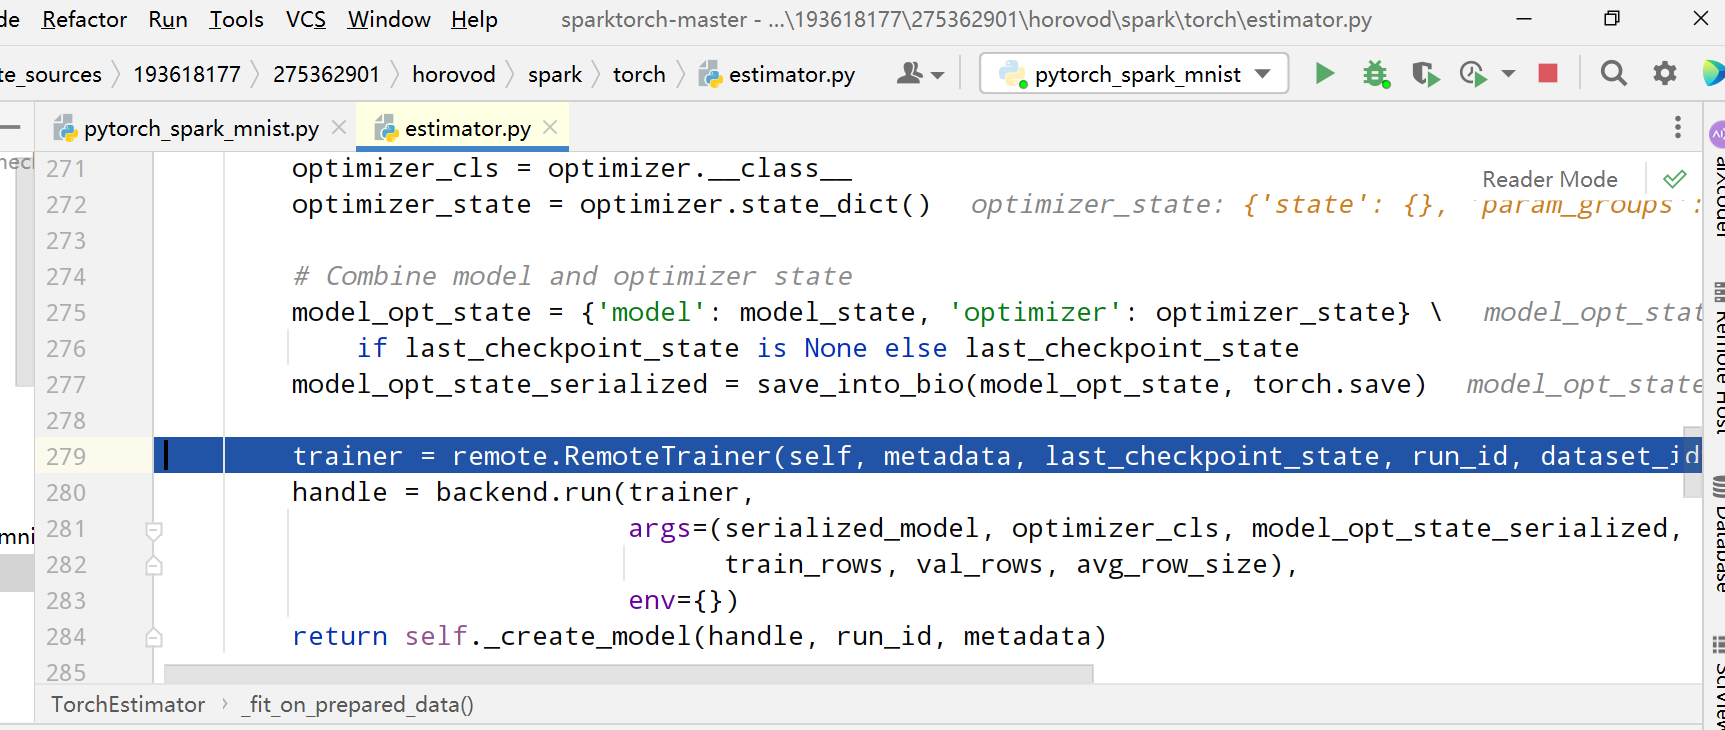 de Refactor Run Tools VCS Window Help sparktorch-master - ...\193618177\275362901\horovod\spark\torch\estimator.py
te_sources 193618177 275362901 horovod spark torch estimator.py pytorch_spark_mnist
pytorch_spark_mnist.py estimator.py
271 optimizer_cls = optimizer.__class__
Reader Mode
272 optimizer_state = optimizer.state_dict() optimizer_state: {'state': {}, 'param_groups':
273
274 # Combine model and optimizer state
275 model_opt_state = {'model': model_state, 'optimizer': optimizer_state} \ model_opt_stat
276 if last_checkpoint_state is None else last_checkpoint_state
277 model_opt_state_serialized = save_into_bio(model_opt_state, torch.save) model_opt_state
278
279 trainer = remote.RemoteTrainer(self, metadata, last_checkpoint_state, run_id, dataset_id
280 handle = backend.run(trainer,
281 args=(serialized_model, optimizer_cls, model_opt_state_serialized,
mni
282 train_rows, val_rows, avg_row_size),
283 env={})
284 return self._create_model(handle, run_id, metadata)
285
TorchEstimator _fit_on_prepared_data()
aiXcoder
Remote Host
Database
SciView